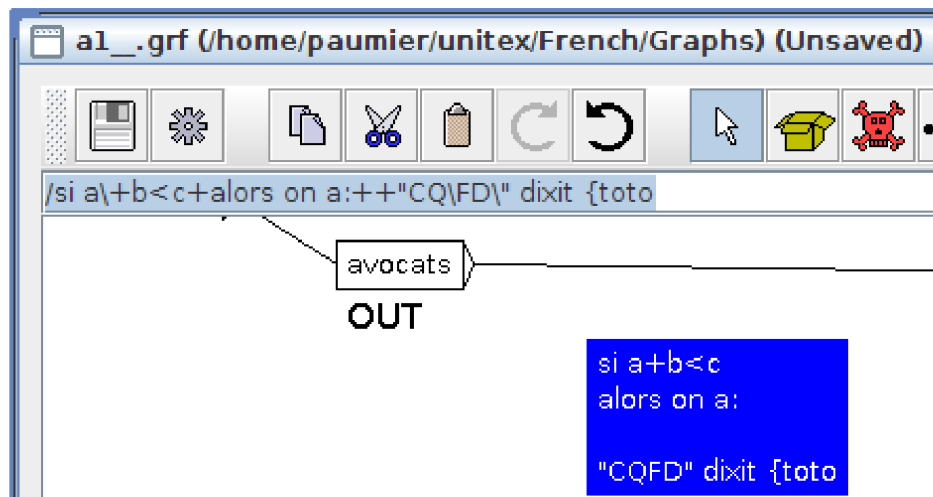 a1__.grf (/home/paumier/unitex/French/Graphs) (Unsaved)
/si a\+b<c+alors on a:++"CQ\FD\" dixit {toto
avocats
OUT
si a+b<c
alors on a:
"CQFD" dixit {toto